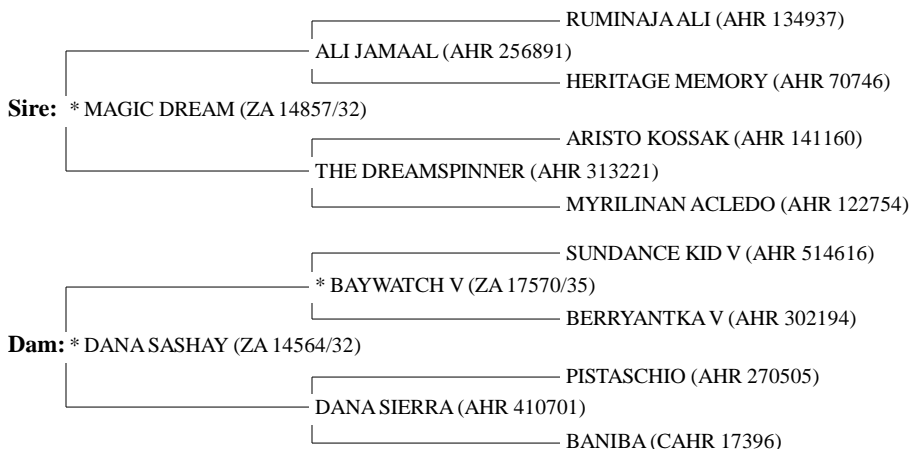 RUMINAJA ALI (AHR 134937)
ALI JAMAAL (AHR 256891)
HERITAGE MEMORY (AHR 70746)
Sire: * MAGIC DREAM (ZA 14857/32)
ARISTO KOSSAK (AHR 141160)
THE DREAMSPINNER (AHR 313221)
MYRILINAN ACLEDO (AHR 122754)
SUNDANCE KID V (AHR 514616)
* BAYWATCH V (ZA 17570/35)
BERRYANTKA V (AHR 302194)
Dam: * DANA SASHAY (ZA 14564/32)
PISTASCHIO (AHR 270505)
DANA SIERRA (AHR 410701)
BANIBA (CAHR 17396)